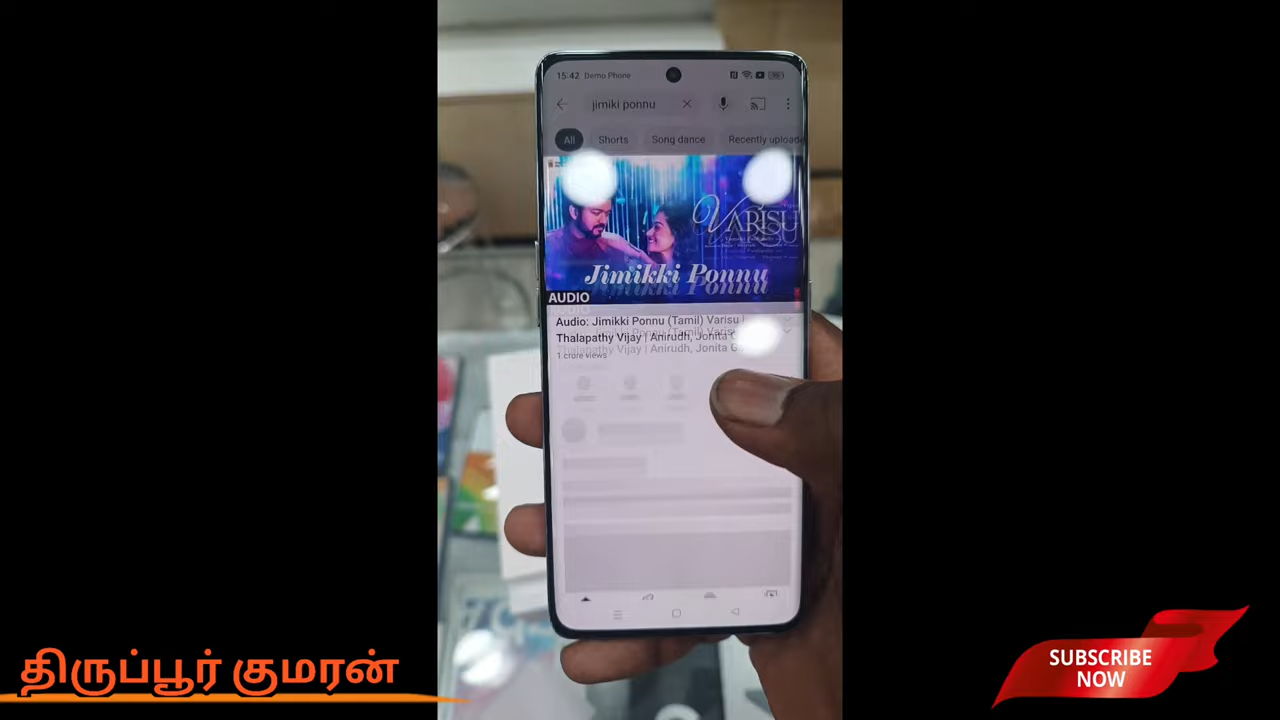 15:42 Demo Phone
jimiki ponnu
All Shorts Song dance Recently uploade
VARISU
Jimikki Ponnu
AUDIO
Audio: Jimikki Ponnu (Tamil) Varisu |
Thalapathy Vijay | Anirudh, Jonita G
1 crore views
திருப்பூர் குமரன்
SUBSCRIBE
NOW